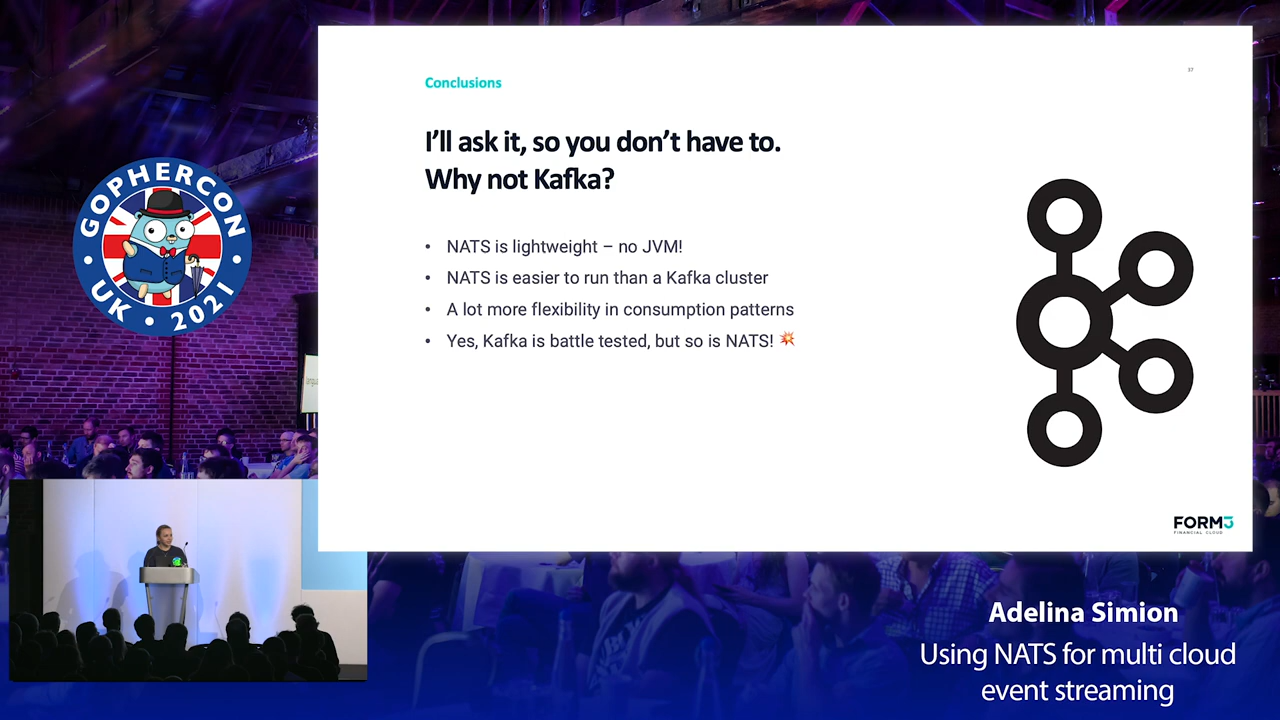 Conclusions
37
I'll ask it, so you don't have to.
Why not Kafka?
• NATS is lightweight – no JVM!
• NATS is easier to run than a Kafka cluster
• A lot more flexibility in consumption patterns
• Yes, Kafka is battle tested, but so is NATS! 💥
GOPHERCON
UK • 2021
FORM3
FINANCIAL CLOUD
Adelina Simion
Using NATS for multi cloud
event streaming